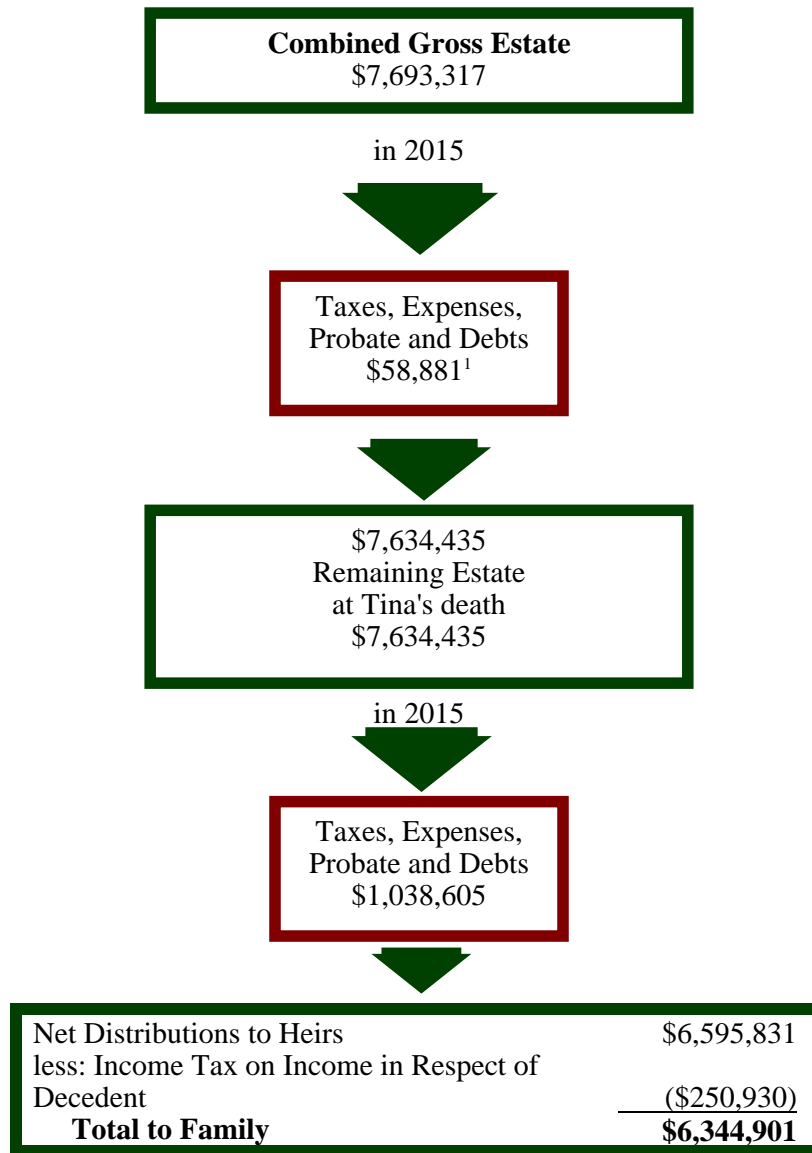 Combined Gross Estate
$7,693,317
in 2015
Taxes, Expenses,
Probate and Debts
$58,881¹
$7,634,435
Remaining Estate
at Tina's death
$7,634,435
in 2015
Taxes, Expenses,
Probate and Debts
$1,038,605
Net Distributions to Heirs $6,595,831
less: Income Tax on Income in Respect of
Decedent ($250,930)
Total to Family $6,344,901